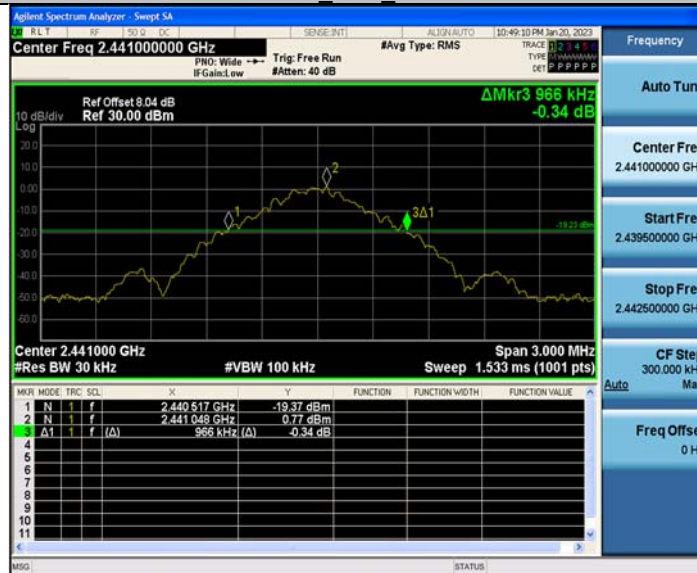 Agilent Spectrum Analyzer - Swept SA
R L T RF 50 Ω DC SENSE:INT ALIGN AUTO 10:49:10 PM Jan 20, 2023
Center Freq 2.441000000 GHz #Avg Type: RMS TRACE 1 2 3 4 5 6
PNO: Wide Trig: Free Run TYPE
IFGain:Low #Atten: 40 dB DET P P P P P P
Frequency
Auto Tun
ΔMkr3 966 kHz
-0.34 dB
Ref Offset 8.04 dB
10 dB/div Ref 30.00 dBm
Log
20.0
10.0
0.00
-10.0
-20.0
-30.0
-40.0
-50.0
-60.0
1
2
3Δ1
-19.23 dBm
Center 2.441000 GHz Span 3.000 MHz
#Res BW 30 kHz #VBW 100 kHz Sweep 1.533 ms (1001 pts)
Center Fre
2.441000000 GH
Start Fre
2.439500000 GH
Stop Fre
2.442500000 GH
CF Ste
300.000 kH
Auto Ma
Freq Offse
0 H
MKR MODE TRC SCL X Y FUNCTION FUNCTION WIDTH FUNCTION VALUE
1 N 1 f 2.440 517 GHz -19.37 dBm
2 N 1 f 2.441 048 GHz 0.77 dBm
3 Δ1 1 f (Δ) 966 kHz (Δ) -0.34 dB
4
5
6
7
8
9
10
11
MSG STATUS